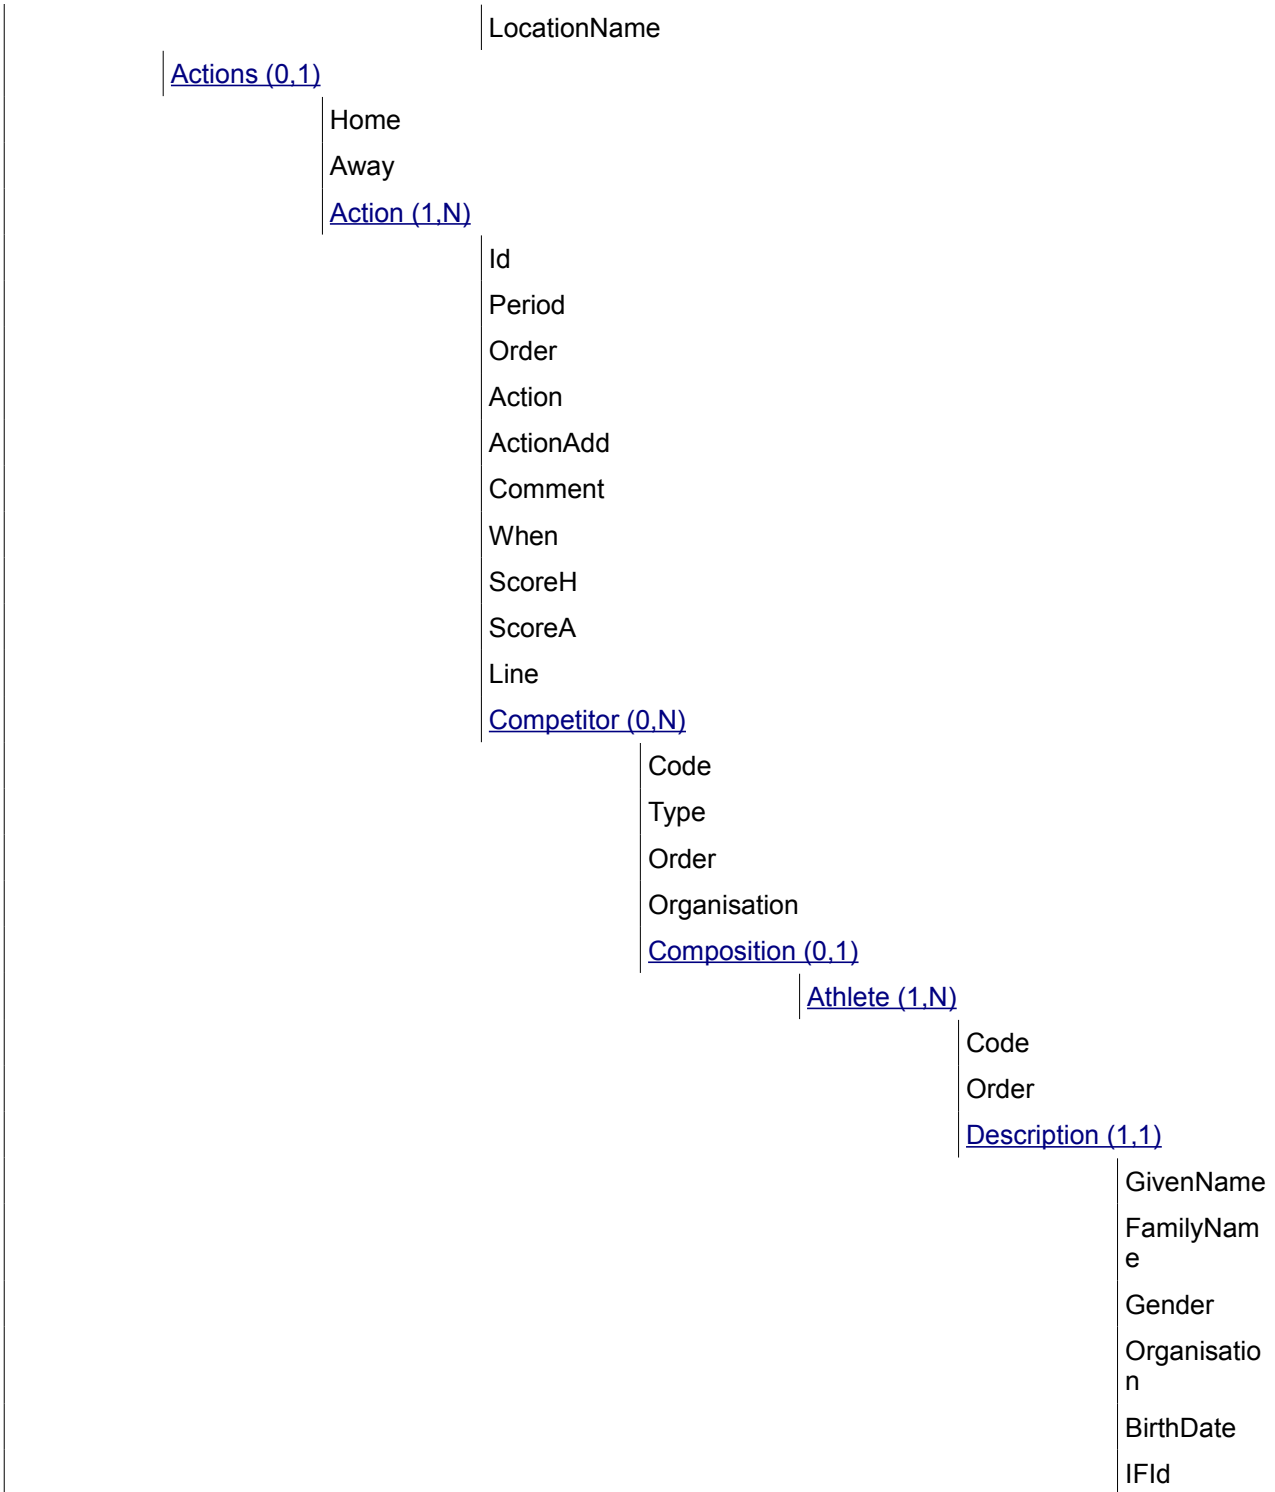 LocationName
Actions (0,1)
Home
Away
Action (1,N)
Id
Period
Order
Action
ActionAdd
Comment
When
ScoreH
ScoreA
Line
Competitor (0,N)
Code
Type
Order
Organisation
Composition (0,1)
Athlete (1,N)
Code
Order
Description (1,1)
GivenName
FamilyNam
e
Gender
Organisatio
n
BirthDate
IFId